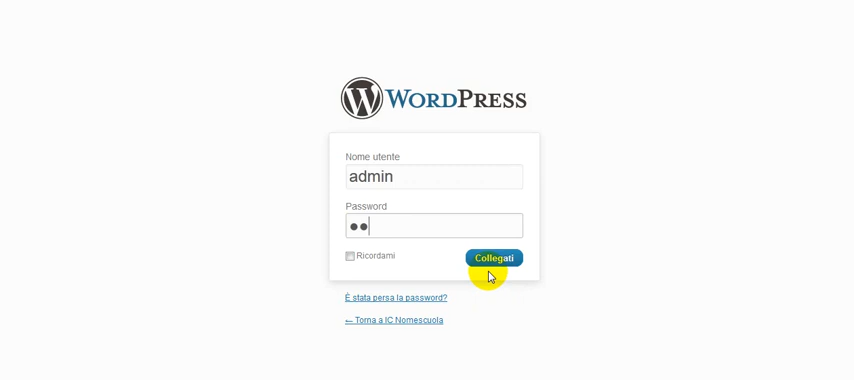 WORDPRESS
Nome utente
admin
Password
Ricordami
Collegati
È stata persa la password?
← Torna a IC Nomescuola